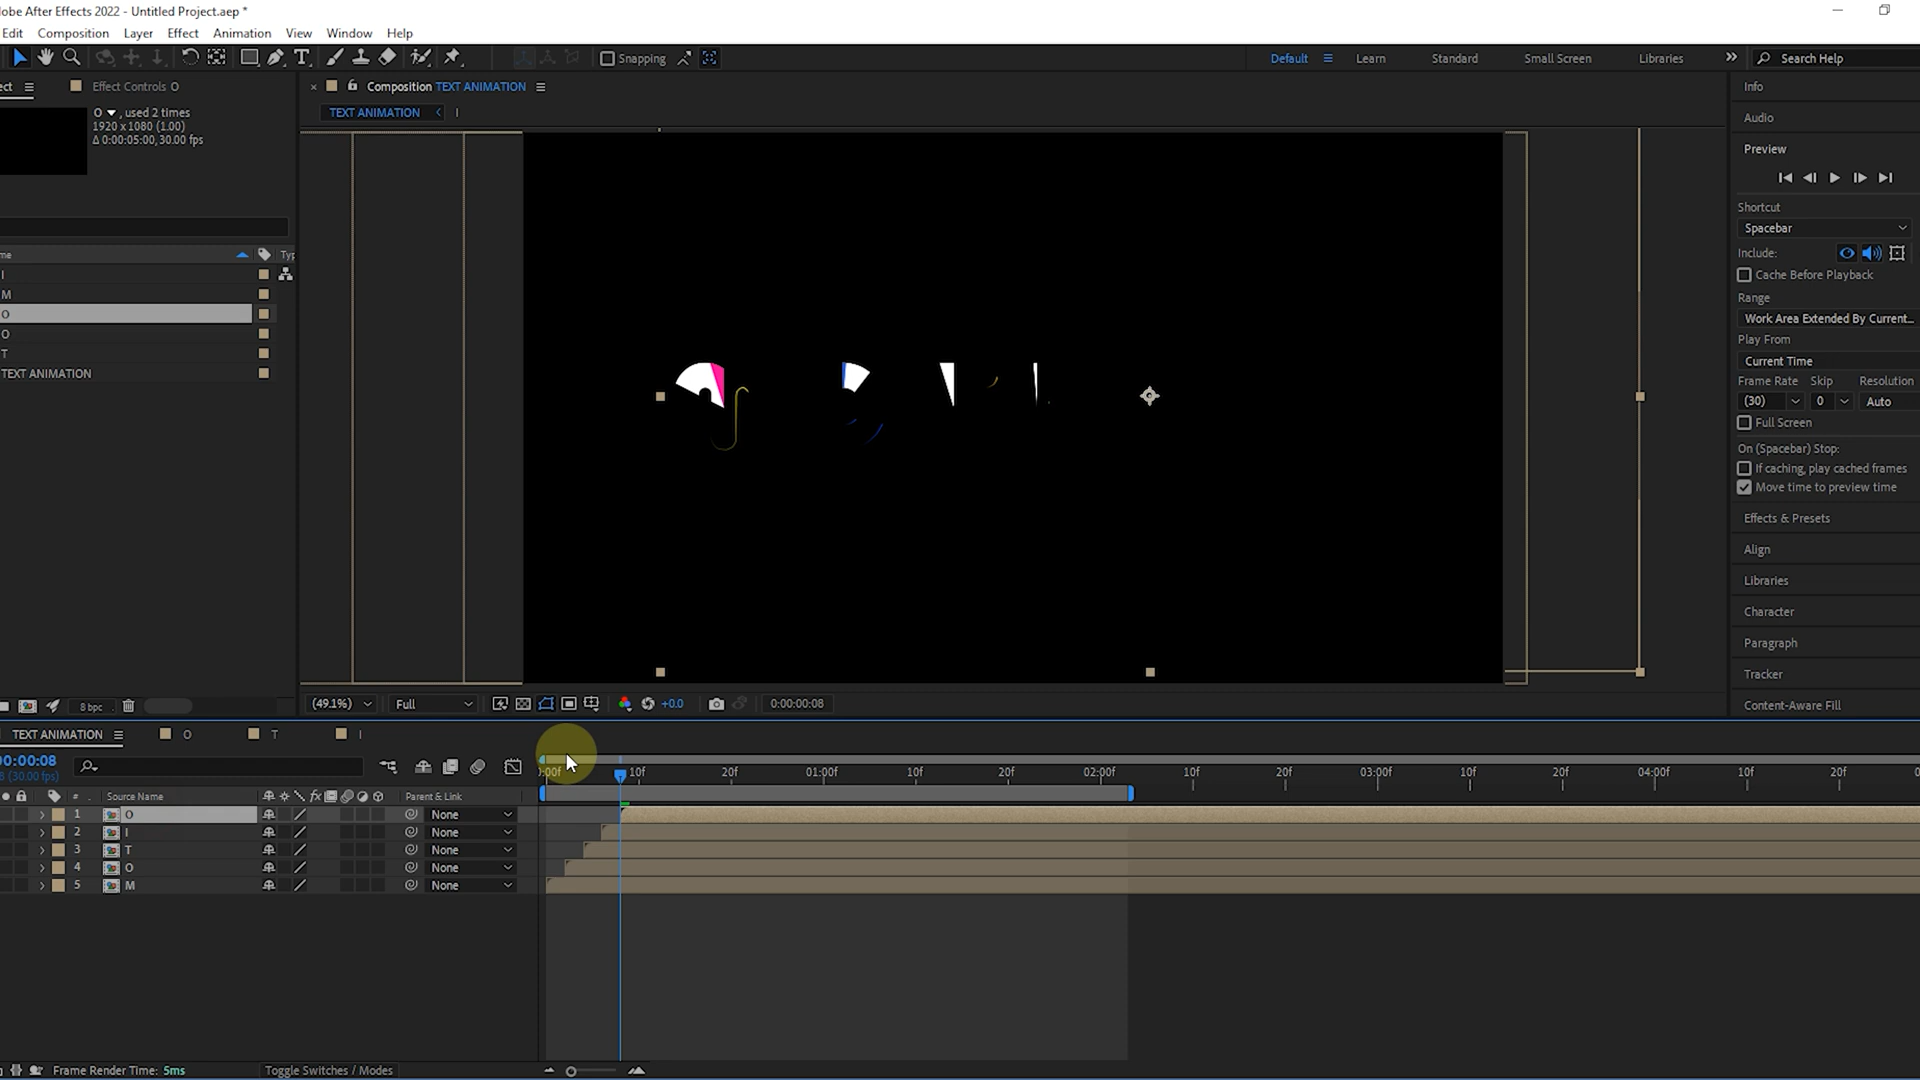 obe After Effects 2022 - Untitled Project.aep *
Edit Composition Layer Effect Animation View Window Help
Snapping
Default Learn Standard Small Screen Libraries Search Help
ect
Effect Controls O
O , used 2 times
1920 x 1080 (1.00)
Δ 0:00:05:00, 30.00 fps
Composition TEXT ANIMATION
TEXT ANIMATION
I
me
Typ
I
M
O
O
T
TEXT ANIMATION
8 bpc
(49.1%)
Full
+0.0
0:00:00:08
Info
Audio
Preview
Shortcut
Spacebar
Include:
Cache Before Playback
Range
Work Area Extended By Current...
Play From
Current Time
Frame Rate Skip Resolution
(30) 0 Auto
Full Screen
On (Spacebar) Stop:
If caching, play cached frames
Move time to preview time
Effects & Presets
Align
Libraries
Character
Paragraph
Tracker
Content-Aware Fill
TEXT ANIMATION
O
T
I
00:00:08
8 (30.00 fps)
):00f 10f 20f 01:00f 10f 20f 02:00f 10f 20f 03:00f 10f 20f 04:00f 10f 20f 0
# Source Name fx Parent & Link
1 O None
2 I None
3 T None
4 O None
5 M None
Frame Render Time: 5ms
Toggle Switches / Modes